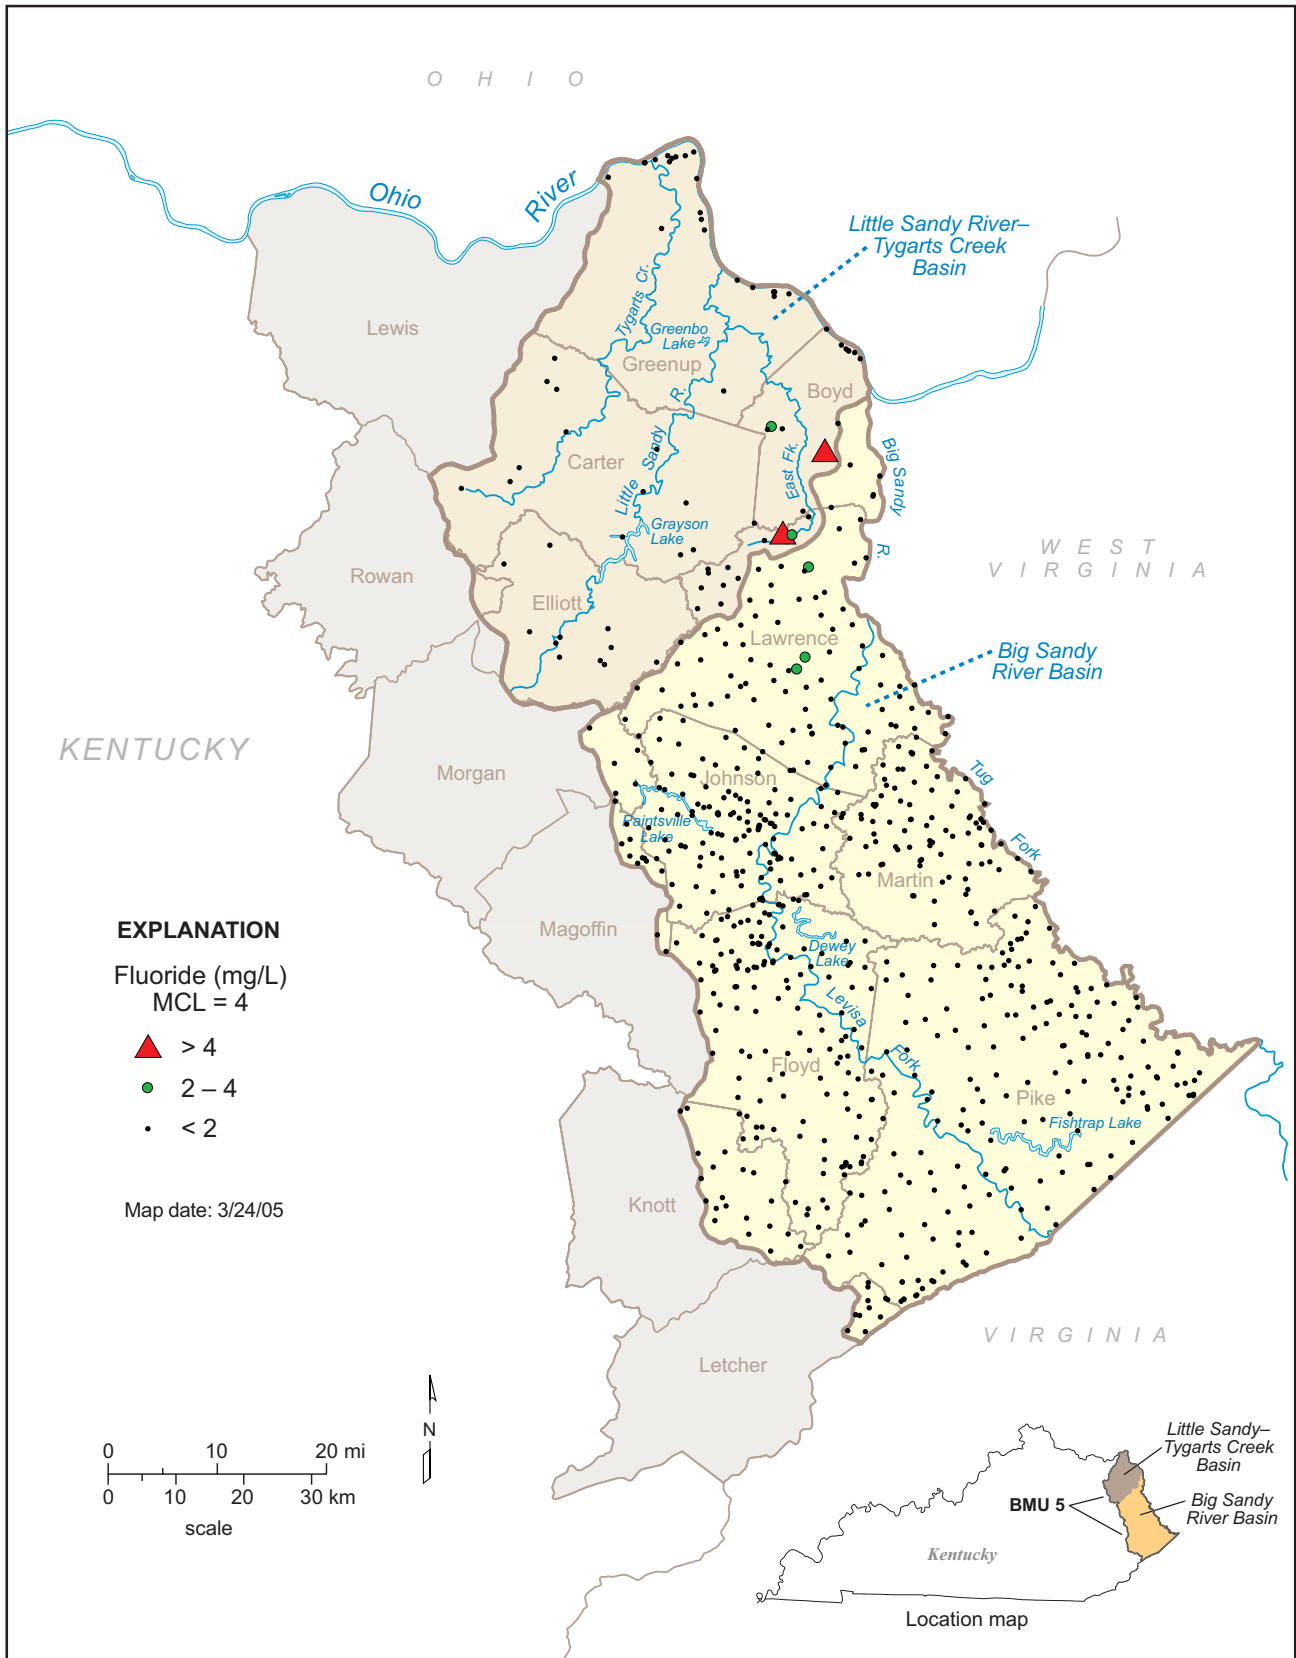 OHIO
Ohio
River
Little Sandy River–
Tygarts Creek
Basin
Lewis
Tygarts Cr.
Greenbo
Lake
Greenup
Boyd
R.
Carter
Little Sandy
East Fk.
Big Sandy
R.
Grayson
Lake
WEST
VIRGINIA
Rowan
Elliott
Lawrence
Big Sandy
River Basin
KENTUCKY
Morgan
Johnson
Tug
Fork
Paintsville
Lake
Martin
Magoffin
Dewey
Lake
Levisa
Fork
Floyd
Pike
Fishtrap Lake
Knott
Letcher
VIRGINIA
EXPLANATION
Fluoride (mg/L)
MCL = 4
> 4
2 – 4
< 2
Map date: 3/24/05
0 10 20 mi
0 10 20 30 km
scale
N
Little Sandy–
Tygarts Creek
Basin
BMU 5
Big Sandy
River Basin
Kentucky
Location map